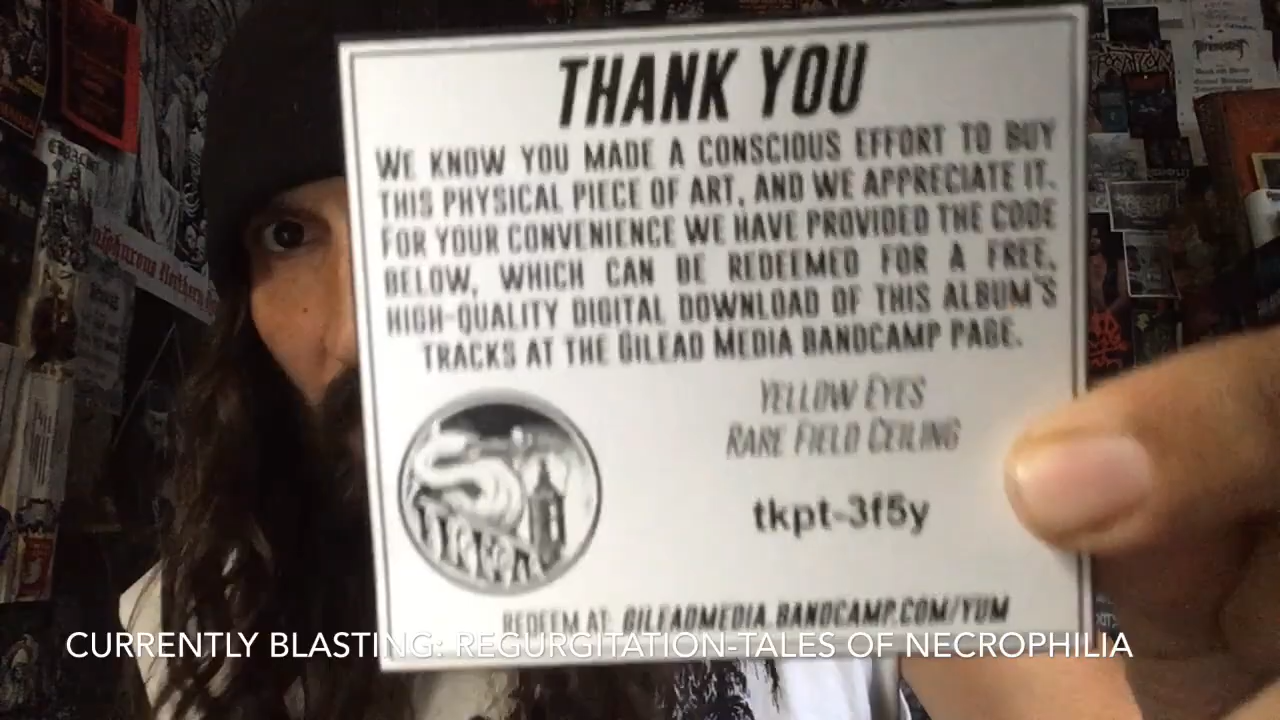 THANK YOU
WE KNOW YOU MADE A CONSCIOUS EFFORT TO BUY
THIS PHYSICAL PIECE OF ART, AND WE APPRECIATE IT.
FOR YOUR CONVENIENCE WE HAVE PROVIDED THE CODE
BELOW, WHICH CAN BE REDEEMED FOR A FREE,
HIGH-QUALITY DIGITAL DOWNLOAD OF THIS ALBUM'S
TRACKS AT THE GILEAD MEDIA BANDCAMP PAGE.
YELLOW EYES
RARE FIELD CEILING
tkpt-3f5y
REDEEM AT: GILEADMEDIA.BANDCAMP.COM/YUM
CURRENTLY BLASTING: REGURGITATION-TALES OF NECROPHILIA